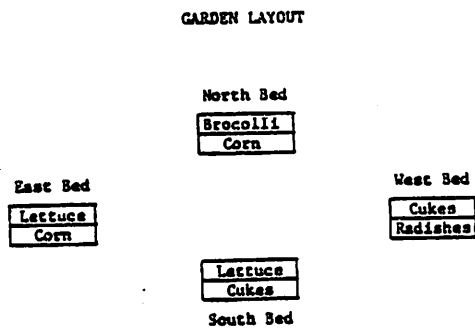 GARDEN LAYOUT
North Bed
Brocolli
Corn
East Bed
Lettuce
Corn
West Bed
Cukes
Radishes
Lettuce
Cukes
South Bed